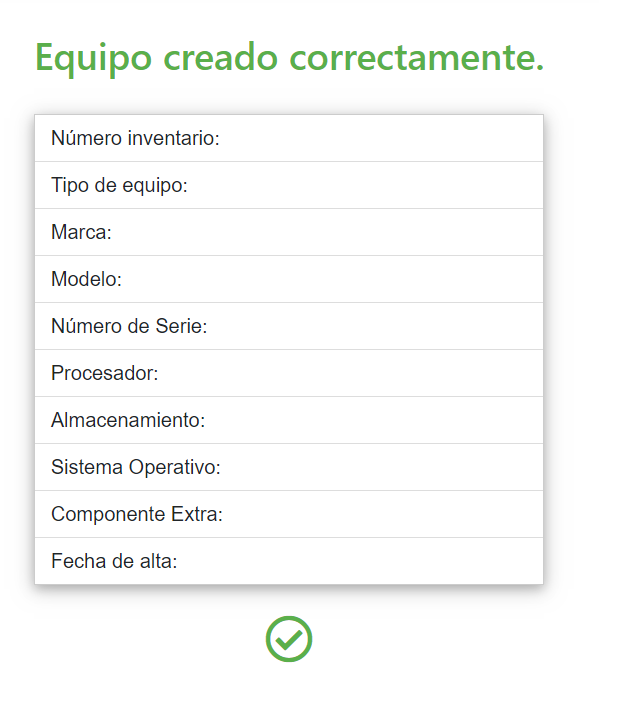 Equipo creado correctamente.
Número inventario:
Tipo de equipo:
Marca:
Modelo:
Número de Serie:
Procesador:
Almacenamiento:
Sistema Operativo:
Componente Extra:
Fecha de alta: